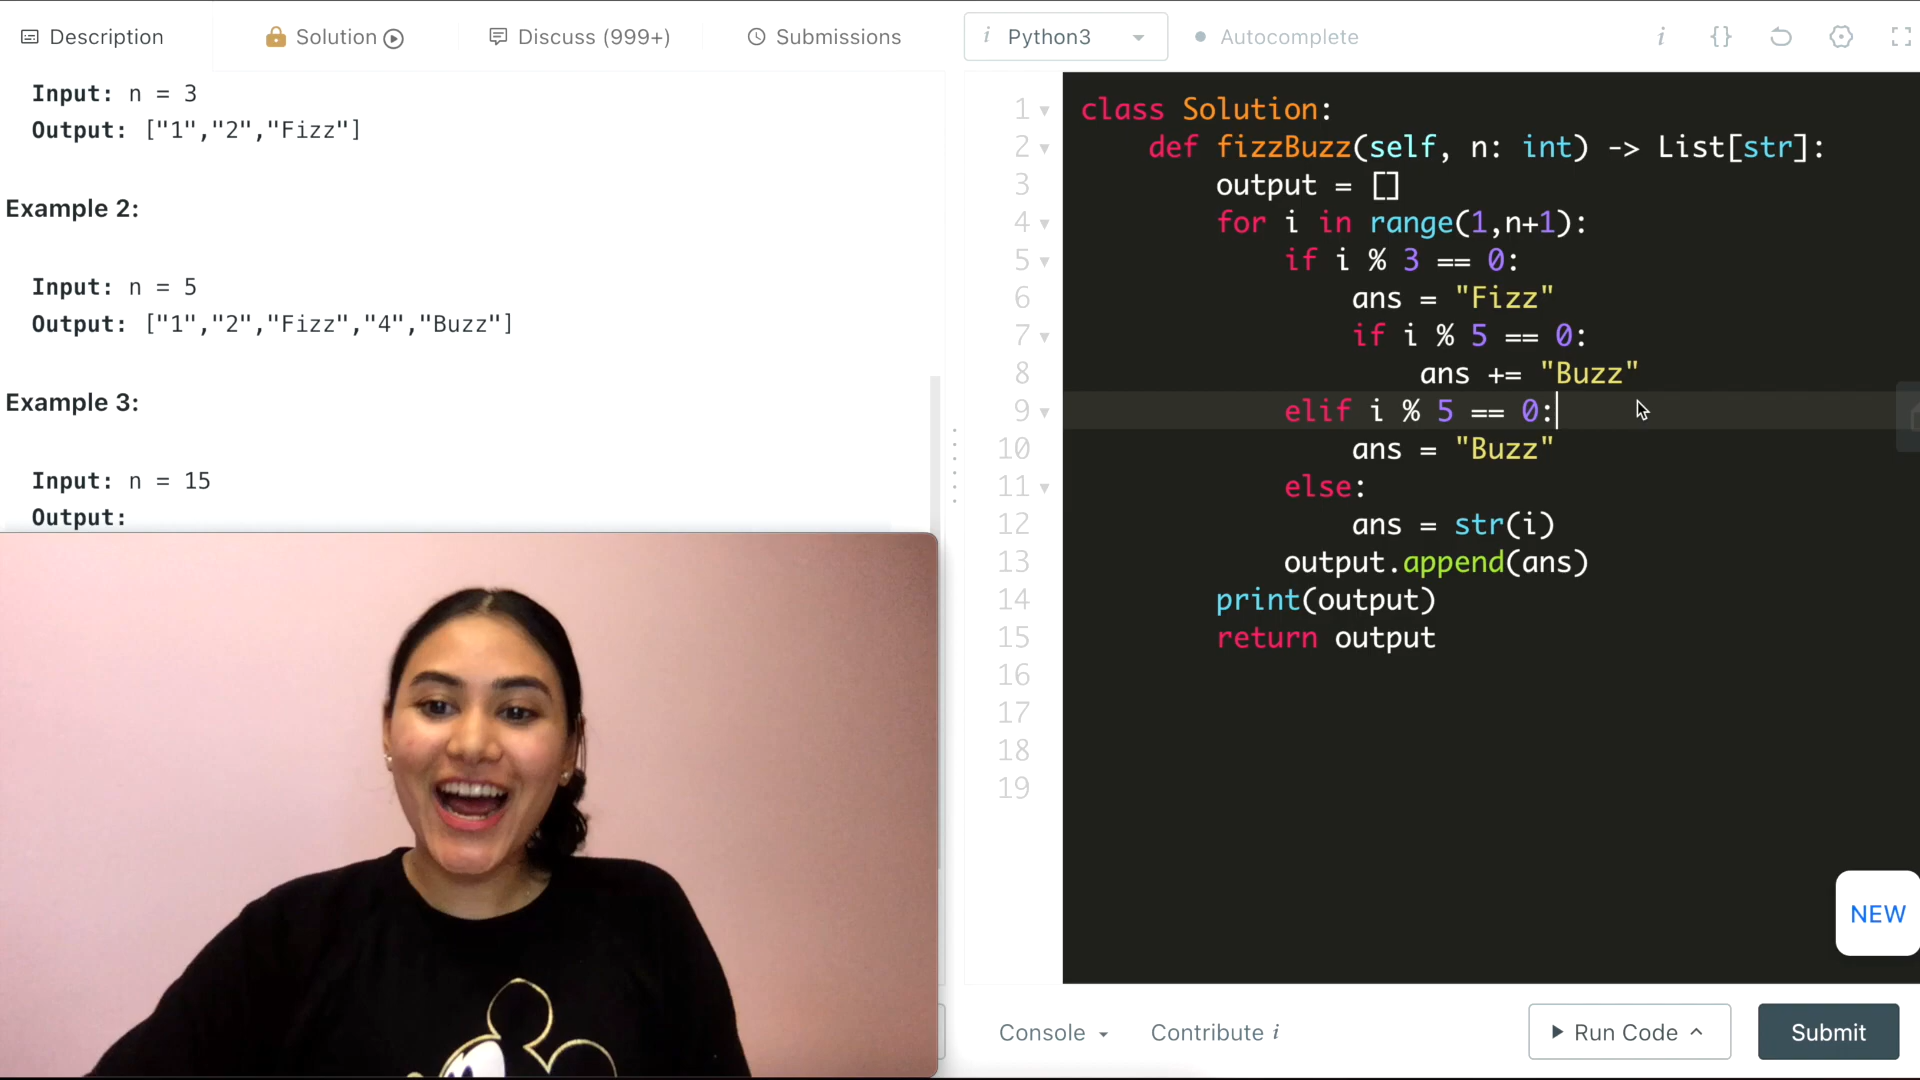 Description
Solution
Discuss (999+)
Submissions
i Python3
Autocomplete
i {}
Input: n = 3
Output: ["1","2","Fizz"]
Example 2:
Input: n = 5
Output: ["1","2","Fizz","4","Buzz"]
Example 3:
Input: n = 15
Output:
1 class Solution:
2 def fizzBuzz(self, n: int) -> List[str]:
3 output = []
4 for i in range(1,n+1):
5 if i % 3 == 0:
6 ans = "Fizz"
7 if i % 5 == 0:
8 ans += "Buzz"
9 elif i % 5 == 0:
10 ans = "Buzz"
11 else:
12 ans = str(i)
13 output.append(ans)
14 print(output)
15 return output
16
17
18
19
NEW
Console
Contribute i
Run Code
Submit